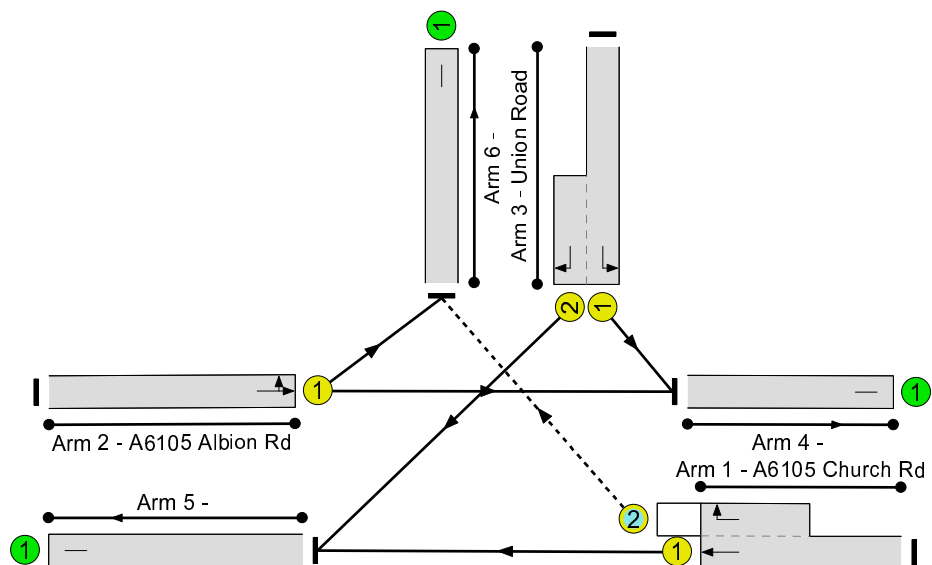 1
Arm 6 -
Arm 3 - Union Road
2
1
1
Arm 2 - A6105 Albion Rd
1
Arm 4 -
Arm 1 - A6105 Church Rd
Arm 5 -
2
1
1